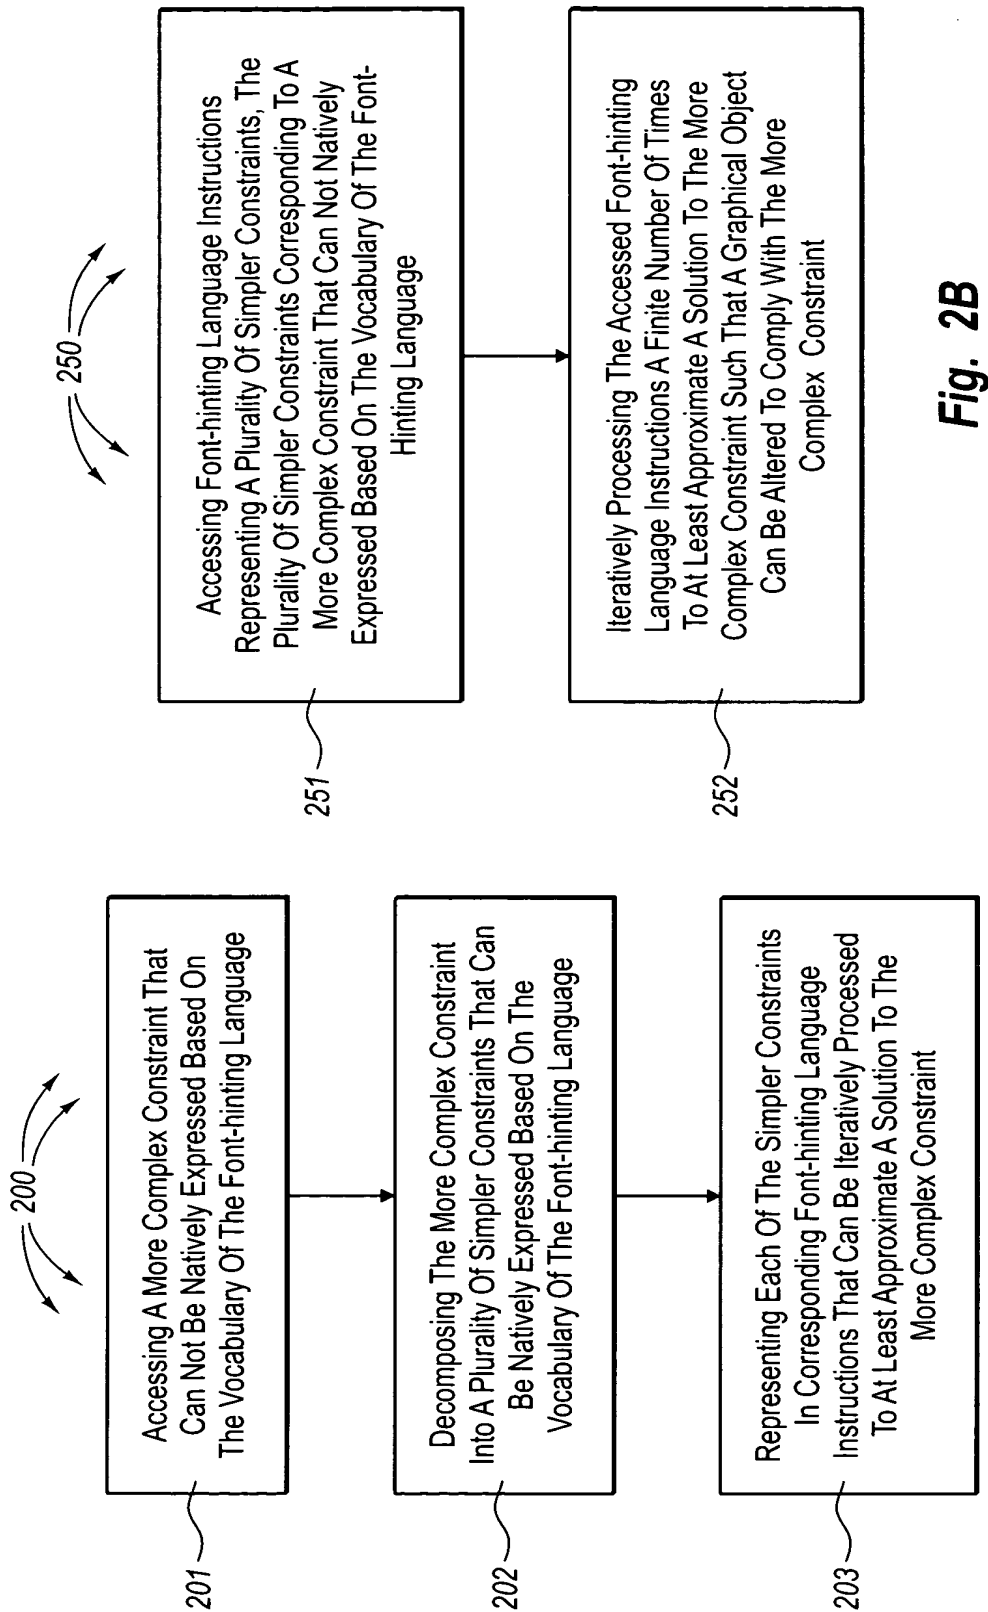 200
201
Accessing A More Complex Constraint That
Can Not Be Natively Expressed Based On
The Vocabulary Of The Font-hinting Language
202
Decomposing The More Complex Constraint
Into A Plurality Of Simpler Constraints That Can
Be Natively Expressed Based On The
Vocabulary Of The Font-hinting Language
203
Representing Each Of The Simpler Constraints
In Corresponding Font-hinting Language
Instructions That Can Be Iteratively Processed
To At Least Approximate A Solution To The
More Complex Constraint
250
251
Accessing Font-hinting Language Instructions
Representing A Plurality Of Simpler Constraints, The
Plurality Of Simpler Constraints Corresponding To A
More Complex Constraint That Can Not Natively
Expressed Based On The Vocabulary Of The Font-
Hinting Language
252
Iteratively Processing The Accessed Font-hinting
Language Instructions A Finite Number Of Times
To At Least Approximate A Solution To The More
Complex Constraint Such That A Graphical Object
Can Be Altered To Comply With The More
Complex Constraint
Fig. 2B